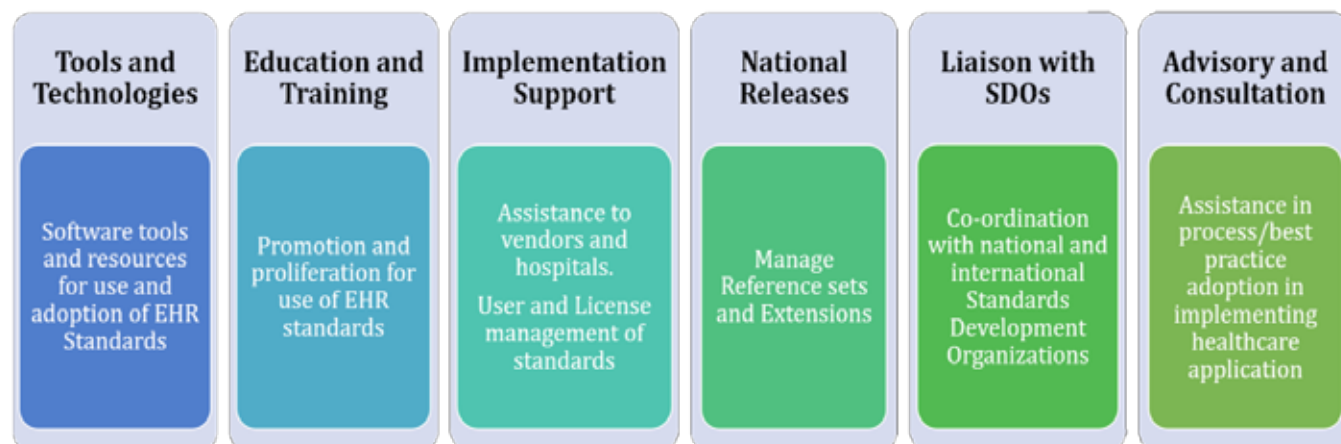 Tools and
Technologies
Software tools
and resources
for use and
adoption of EHR
Standards
Education and
Training
Promotion and
proliferation for
use of EHR
standards
Implementation
Support
Assistance to
vendors and
hospitals.
User and License
management of
standards
National
Releases
Manage
Reference sets
and Extensions
Liaison with
SDOs
Co-ordination
with national and
international
Standards
Development
Organizations
Advisory and
Consultation
Assistance in
process/best
practice
adoption in
implementing
healthcare
application